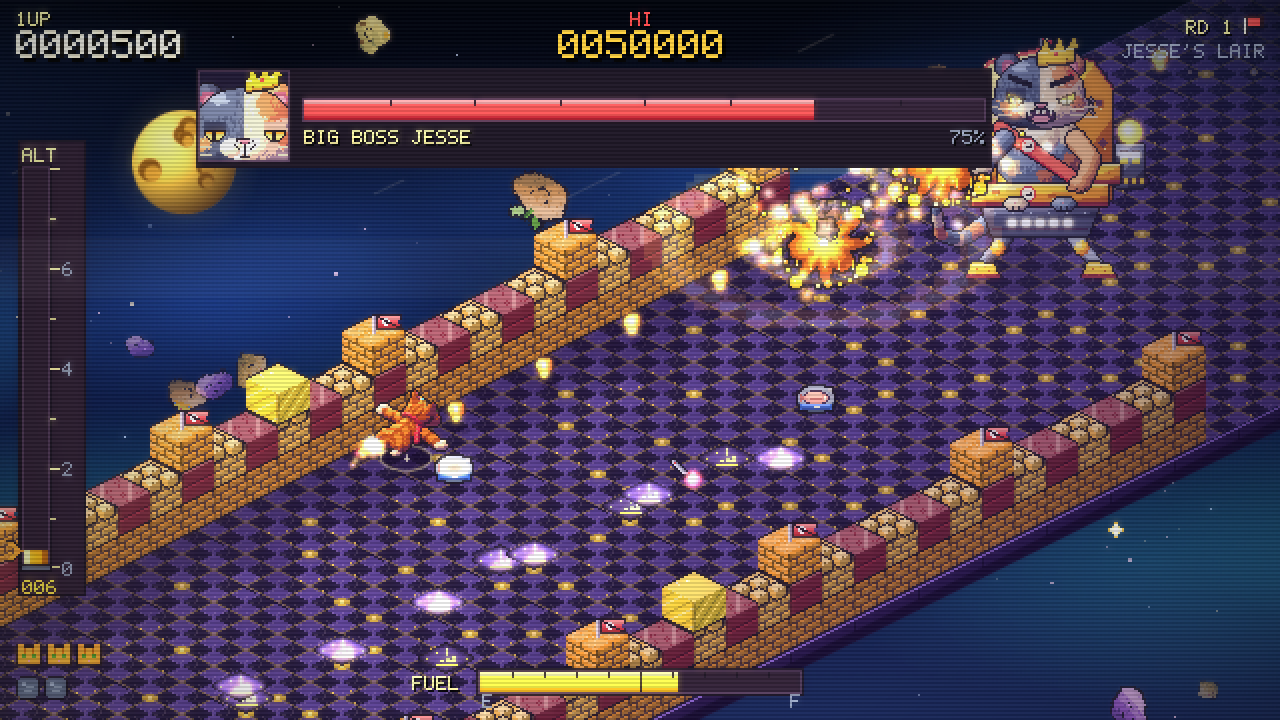 1UP
0000500
HI
0050000
RD 1
JESSE'S LAIR
BIG BOSS JESSE
75%
ALT
6
4
2
0
006
FUEL
E
F